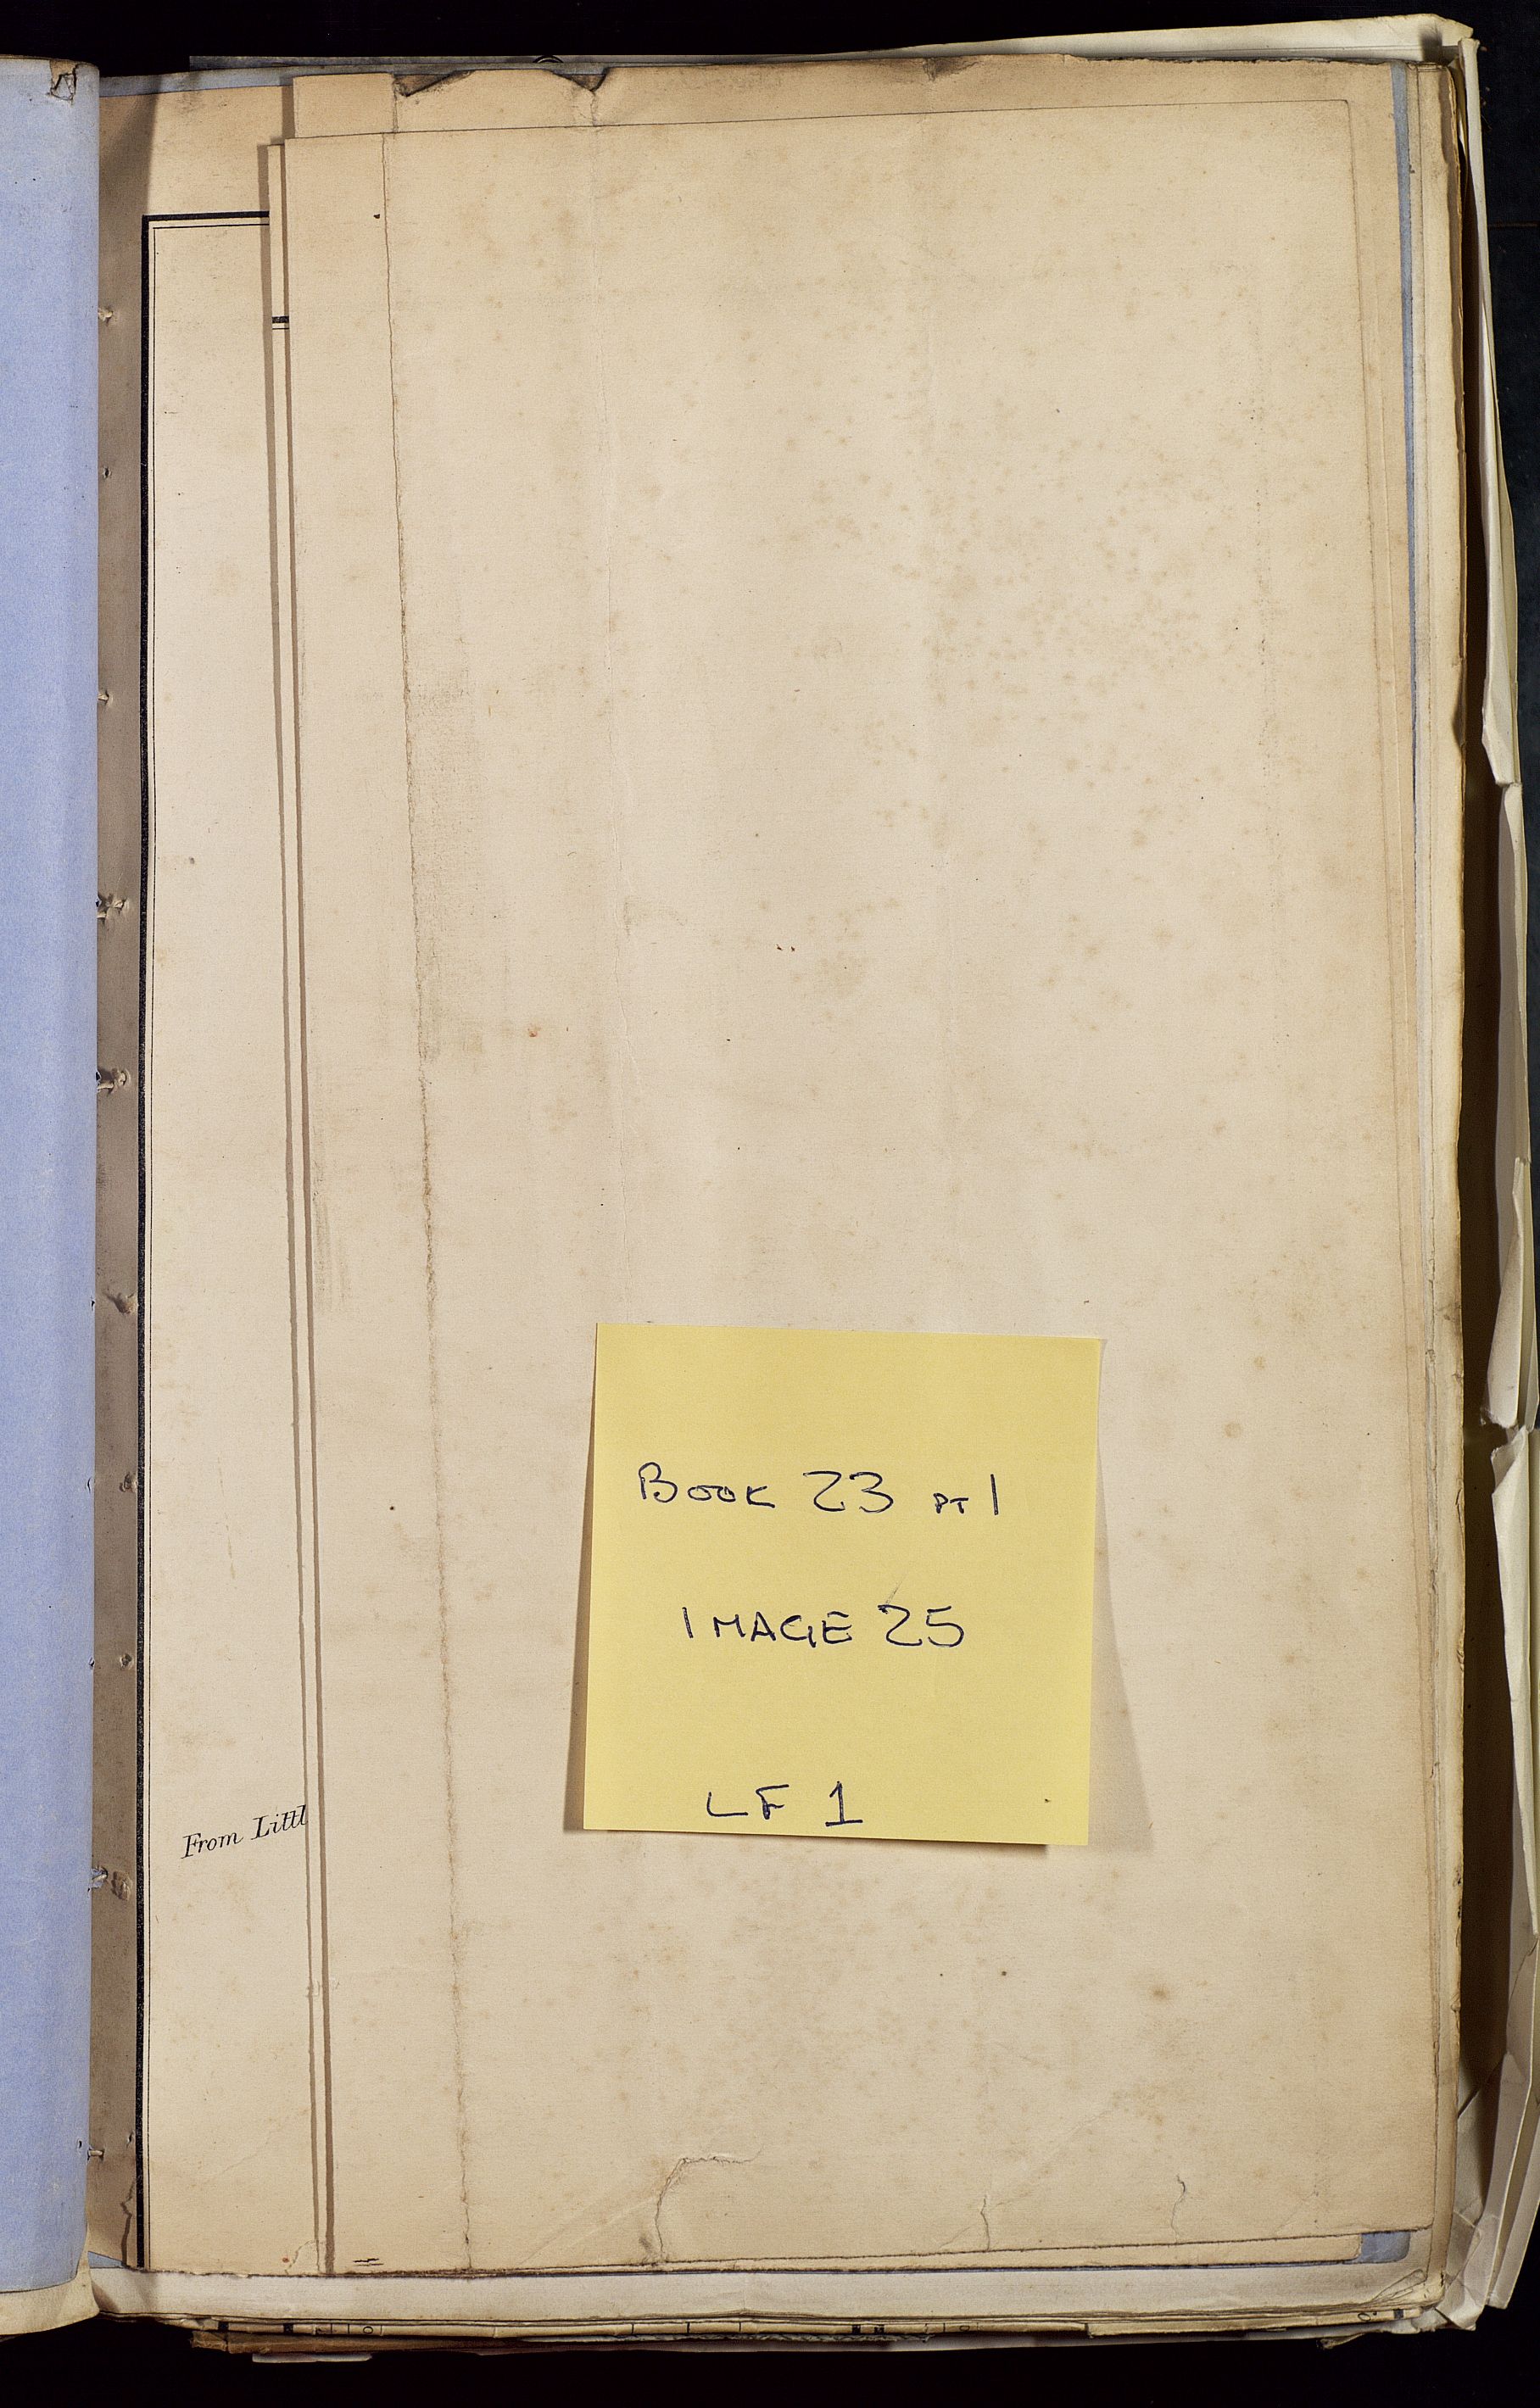 From Littl
Book 23 PT 1
IMAGE 25
LF 1